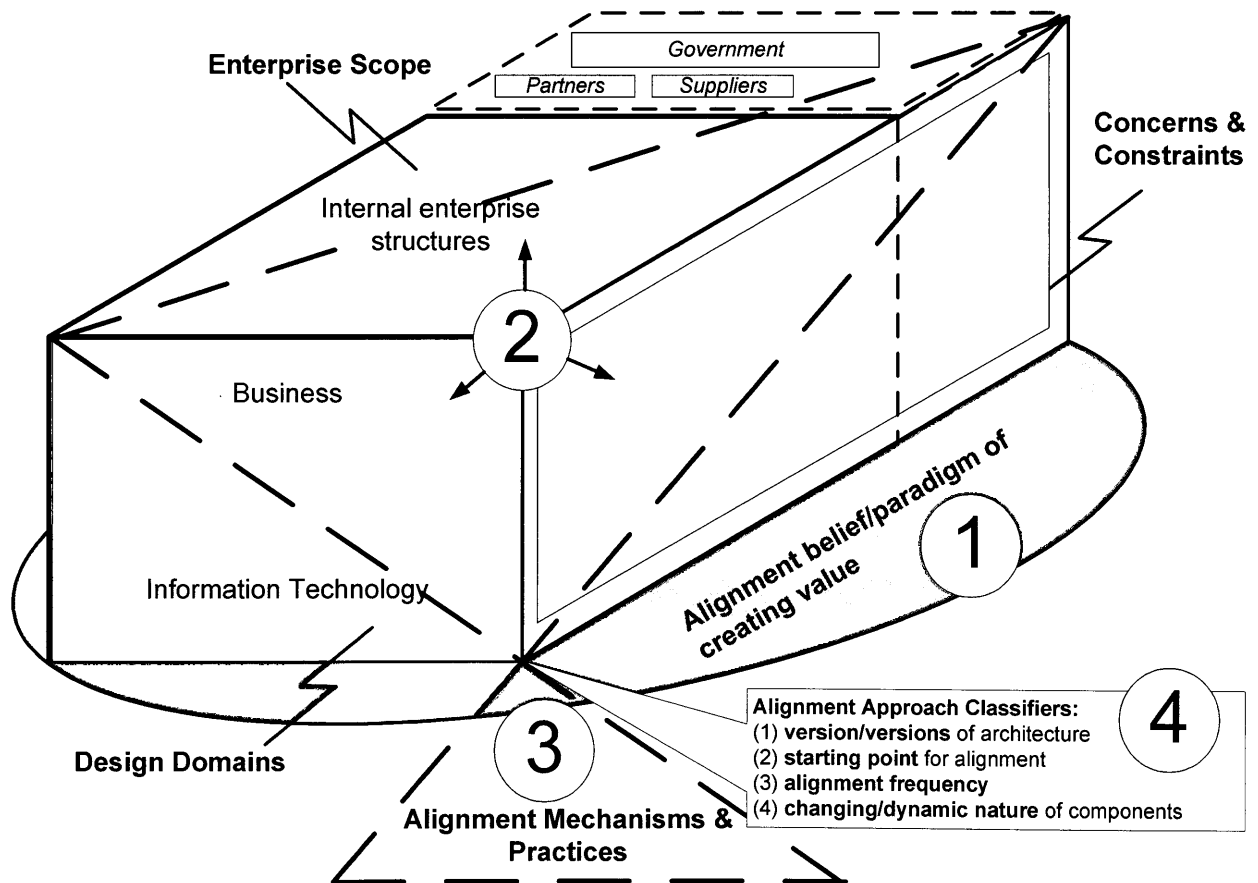 Government
Enterprise Scope
Partners
Suppliers
Concerns &
Constraints
Internal enterprise
structures
2
Business
Alignment belief/paradigm of
creating value
1
Information Technology
Design Domains
3
Alignment Mechanisms &
Practices
4
Alignment Approach Classifiers:
(1) version/versions of architecture
(2) starting point for alignment
(3) alignment frequency
(4) changing/dynamic nature of components